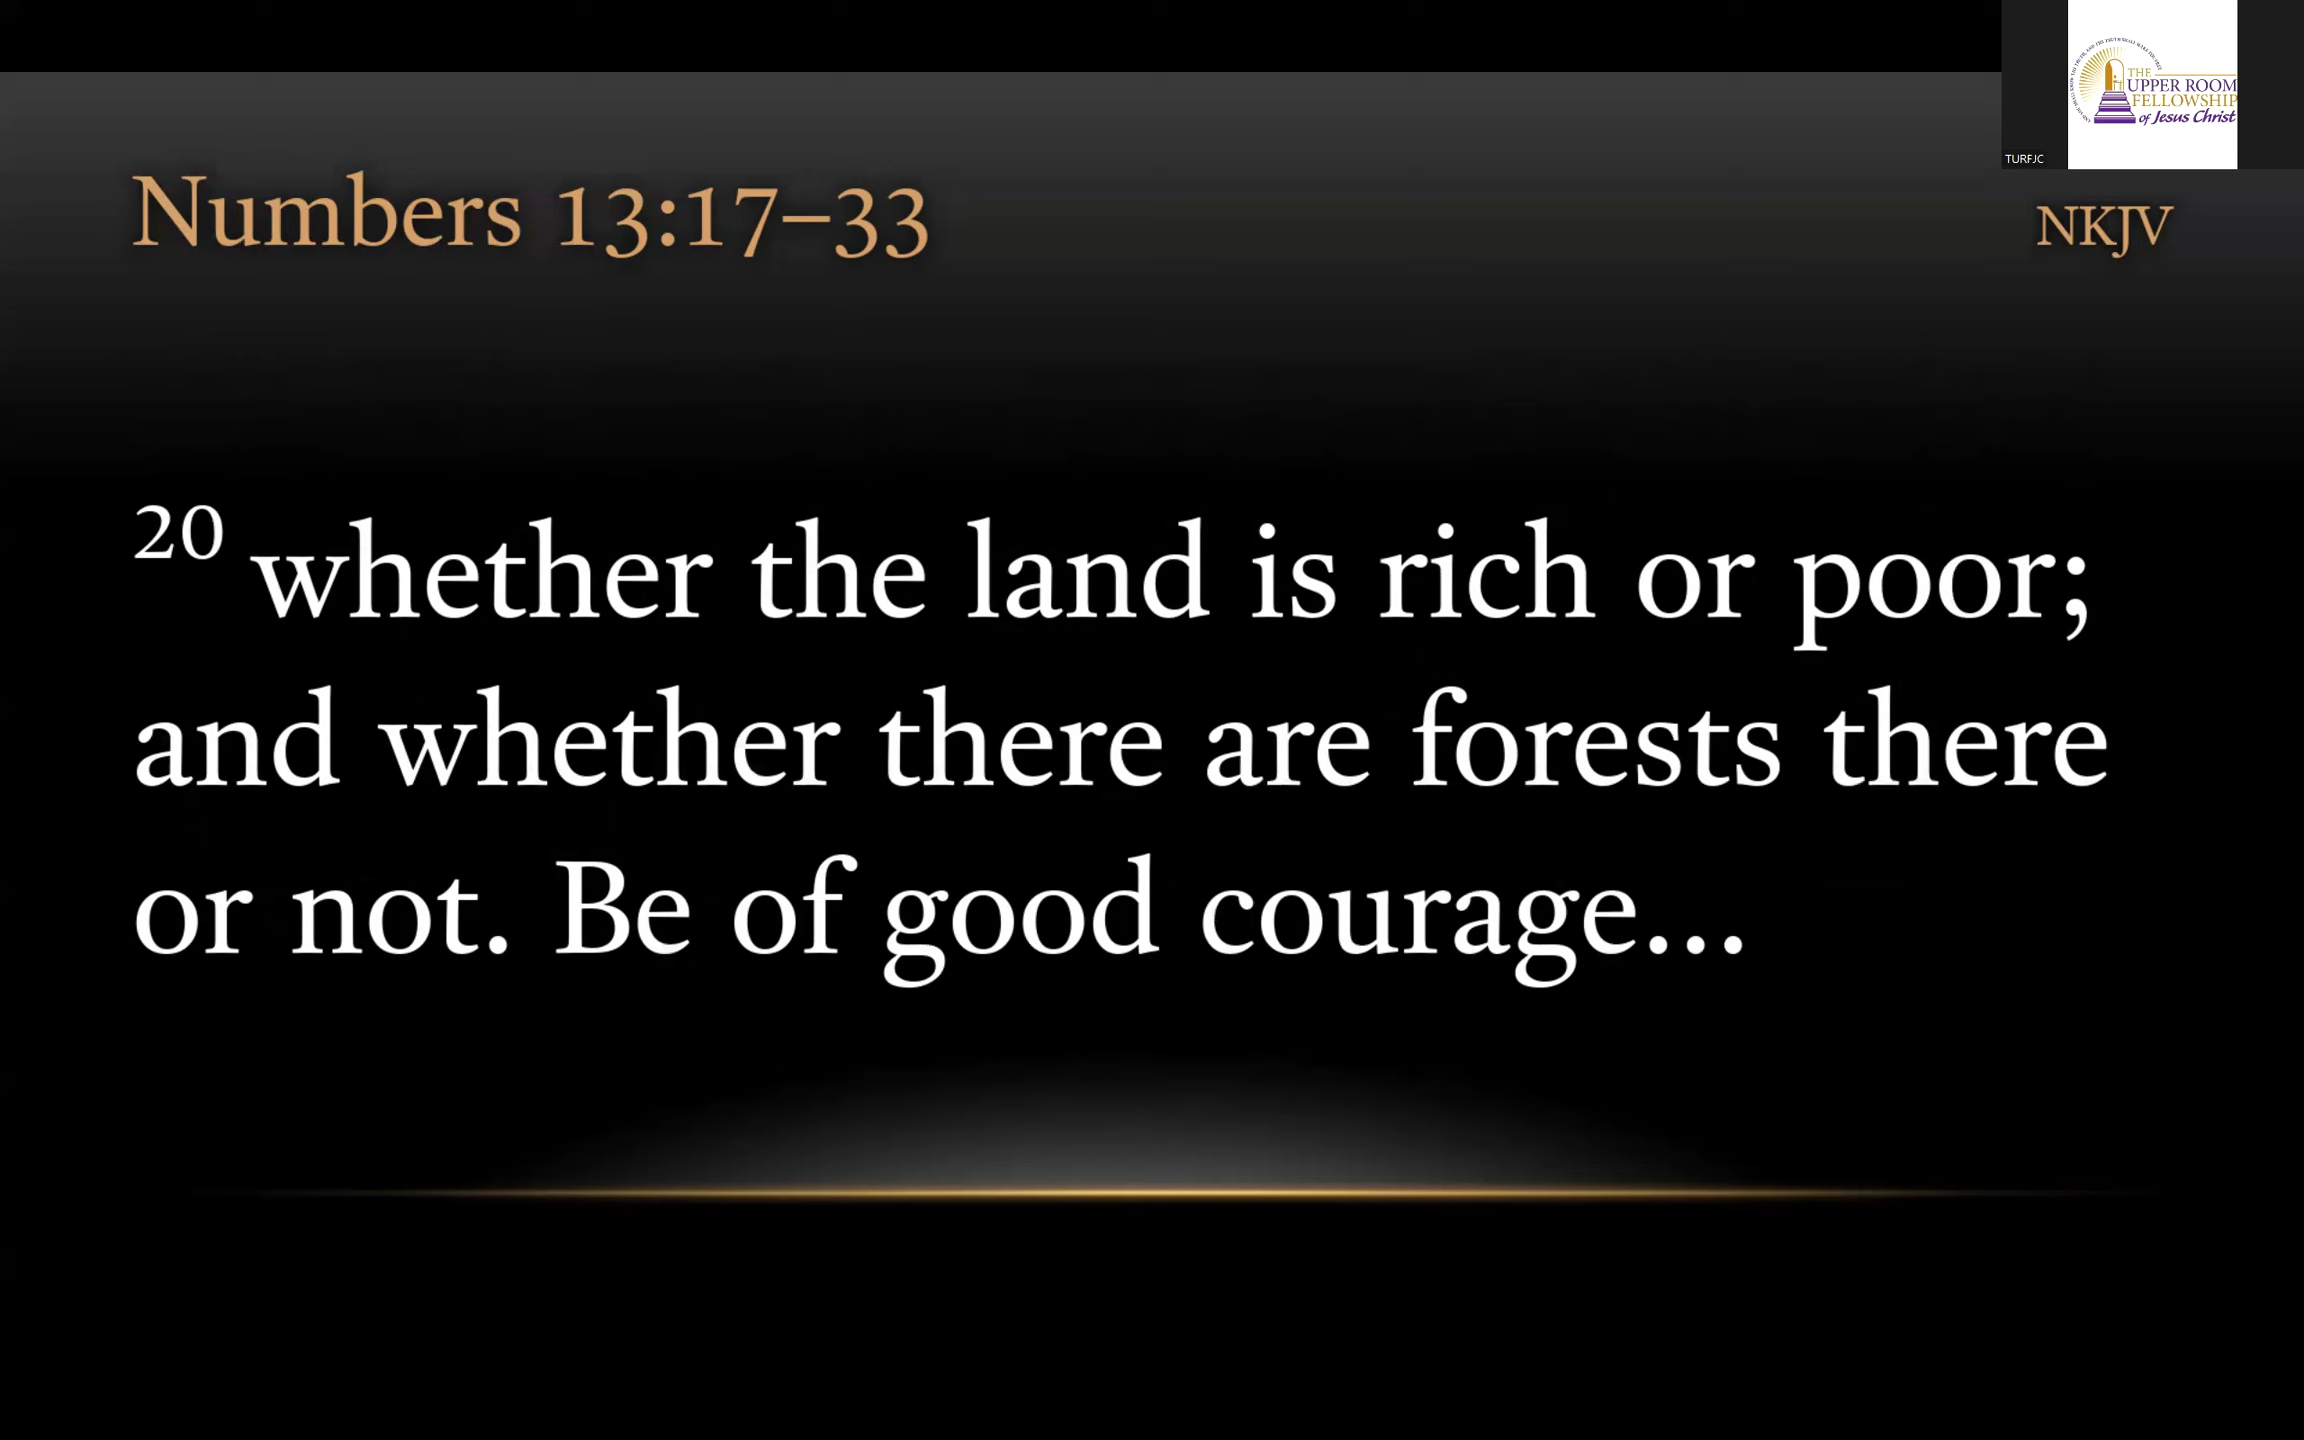 THE
UPPER ROOM
FELLOWSHIP
of Jesus Christ
TURFJC
Numbers 13:17–33
NKJV
20 whether the land is rich or poor;
and whether there are forests there
or not. Be of good courage...